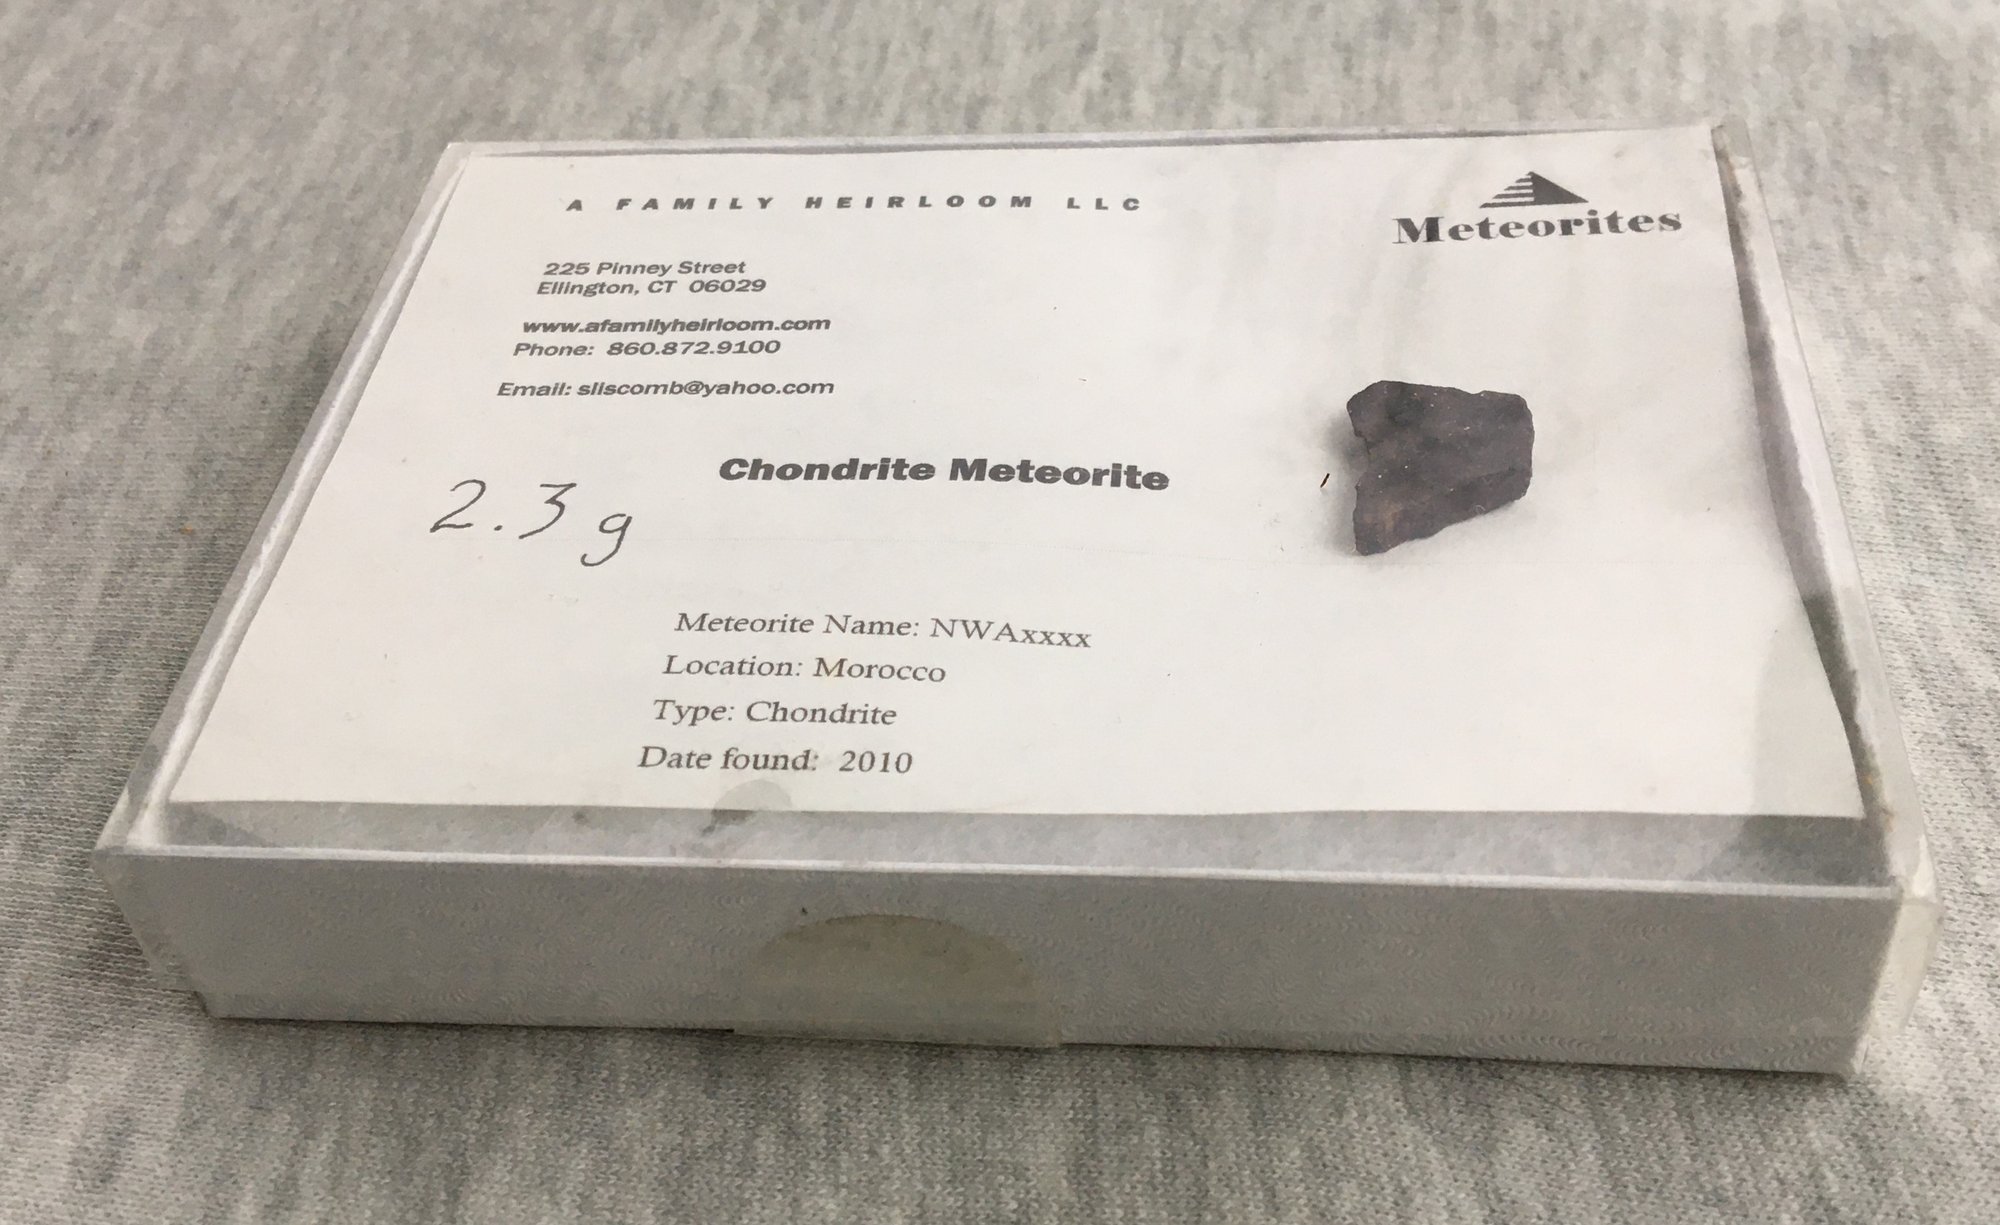 A FAMILY HEIRLOOM LLC
Meteorites
225 Pinney Street
Ellington, CT 06029
www.afamilyheirloom.com
Phone: 860.872.9100
Email: sliscomb@yahoo.com
Chondrite Meteorite
2.3 g
Meteorite Name: NWAxxxx
Location: Morocco
Type: Chondrite
Date found: 2010